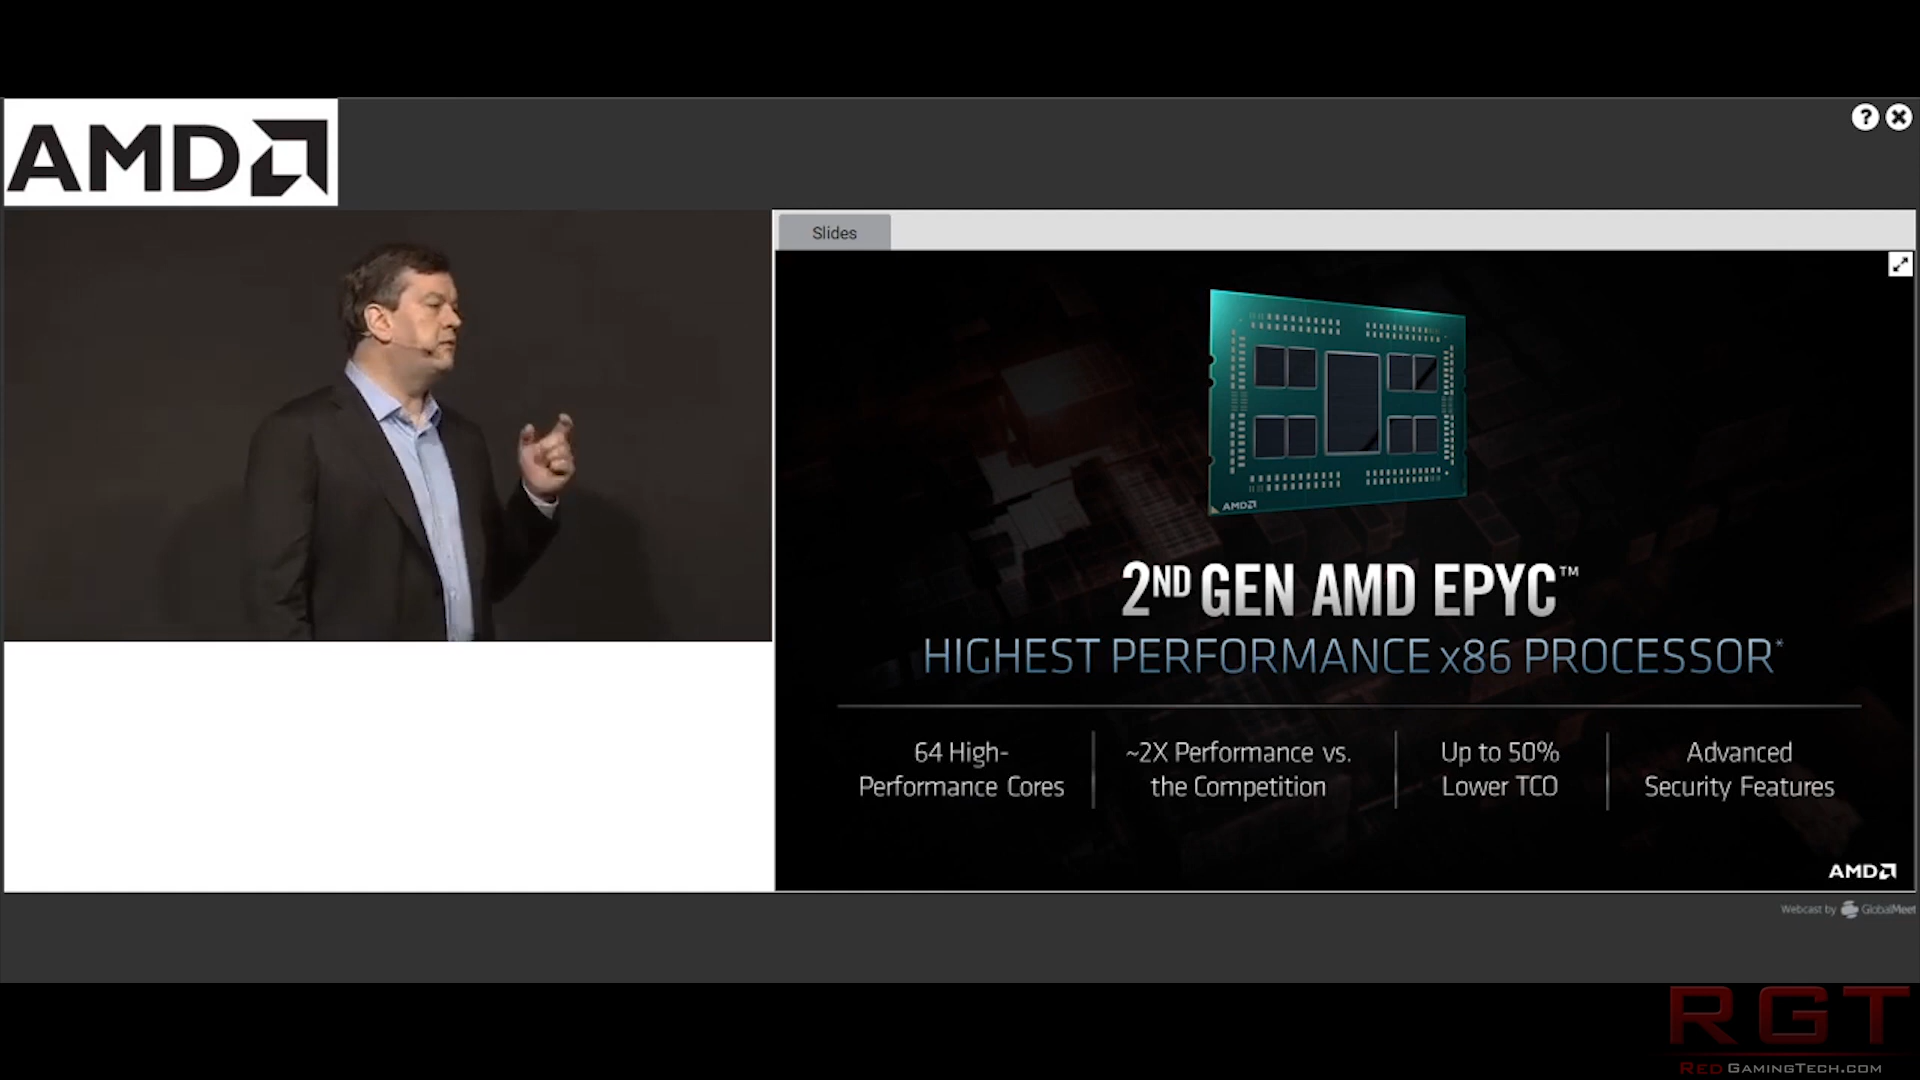 AMD
? 
Slides
AMD
2ND GEN AMD EPYC™
HIGHEST PERFORMANCE x86 PROCESSOR*
64 High-
Performance Cores
~2X Performance vs.
the Competition
Up to 50%
Lower TCO
Advanced
Security Features
AMD
Webcast by GlobalMeet
RGT
REDGAMINGTECH.COM